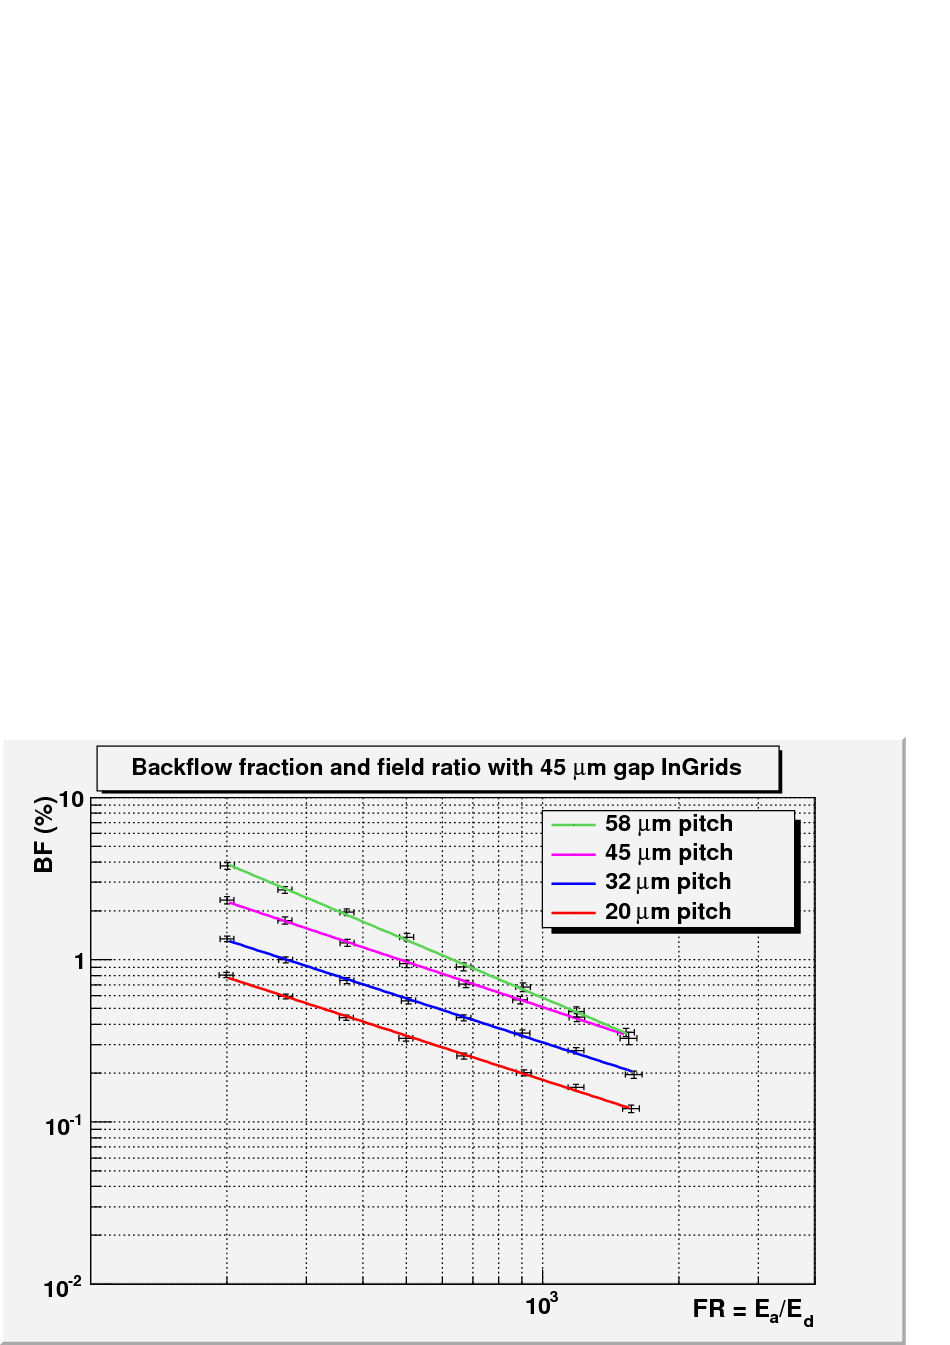 Backflow fraction and field ratio with 45 μm gap InGrids
BF (%)
10
1
10-1
10-2
58 μm pitch
45 μm pitch
32 μm pitch
20 μm pitch
103
FR = Ea/Ed